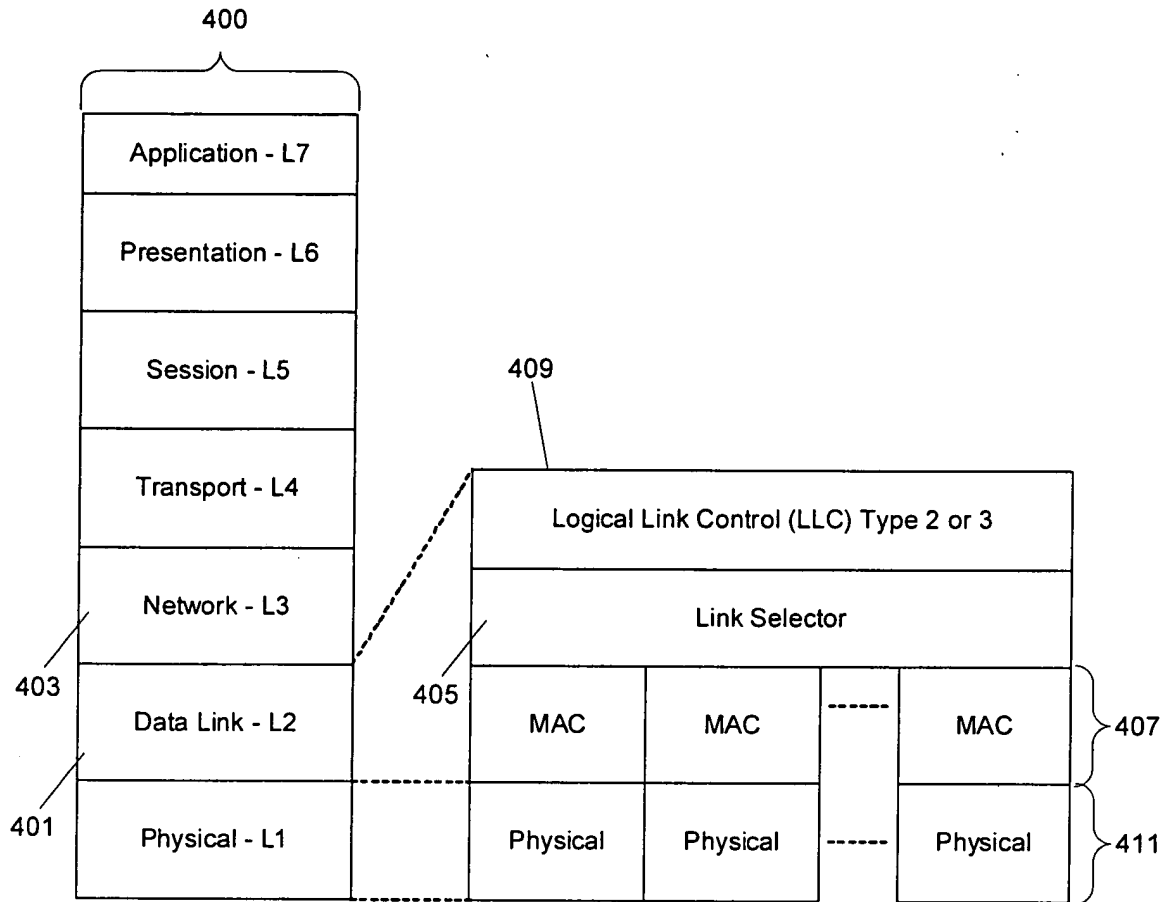 400
Application - L7
Presentation - L6
Session - L5
Transport - L4
Network - L3
403
Data Link - L2
401
Physical - L1
409
Logical Link Control (LLC) Type 2 or 3
Link Selector
405
MAC
MAC
MAC
407
Physical
Physical
Physical
411